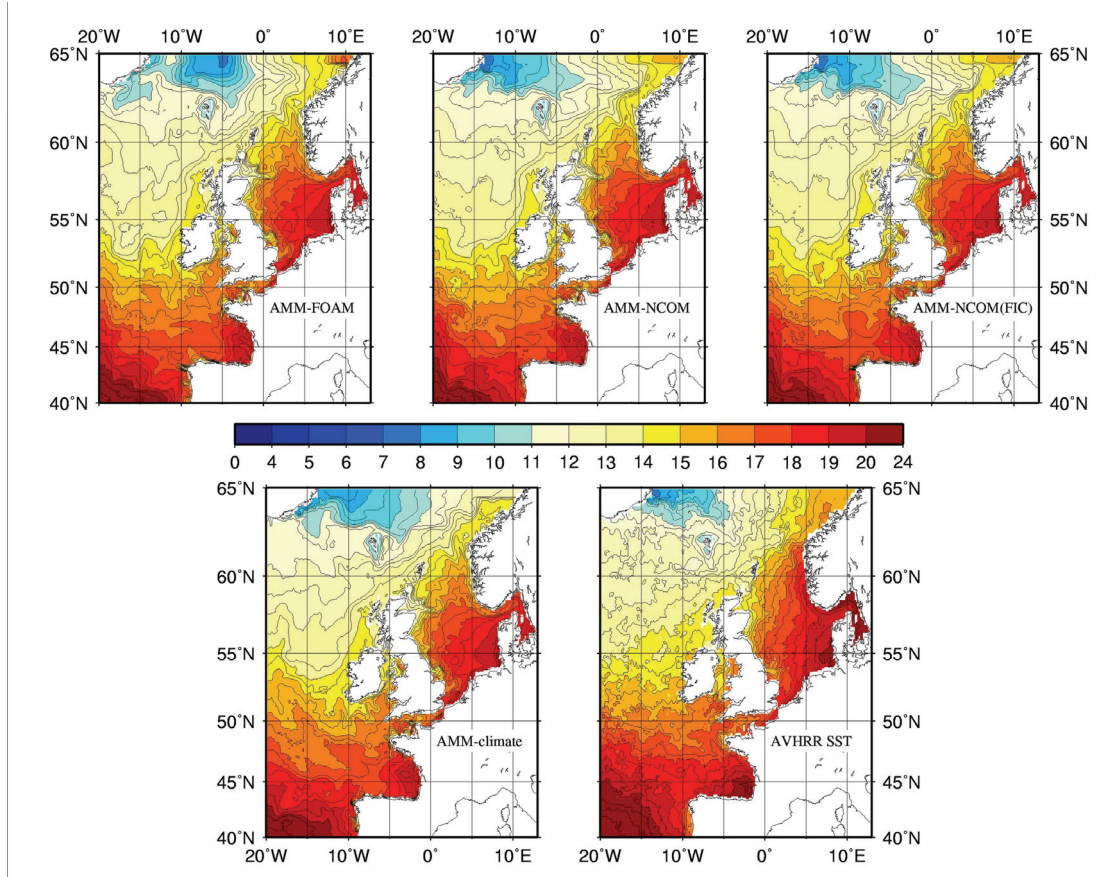 20˚W 10˚W 0˚ 10˚E 20˚W 10˚W 0˚ 10˚E 20˚W 10˚W 0˚ 10˚E
65˚N 65˚N
60˚N 60˚N
55˚N 55˚N
50˚N 50˚N
AMM-FOAM AMM-NCOM AMM-NCOM(FIC)
45˚N 45˚N
40˚N 40˚N
0 4 5 6 7 8 9 10 11 12 13 14 15 16 17 18 19 20 24
65˚N 65˚N
60˚N 60˚N
55˚N 55˚N
50˚N 50˚N
AMM-climate AVHRR SST
45˚N 45˚N
40˚N 40˚N
20˚W 10˚W 0˚ 10˚E 20˚W 10˚W 0˚ 10˚E